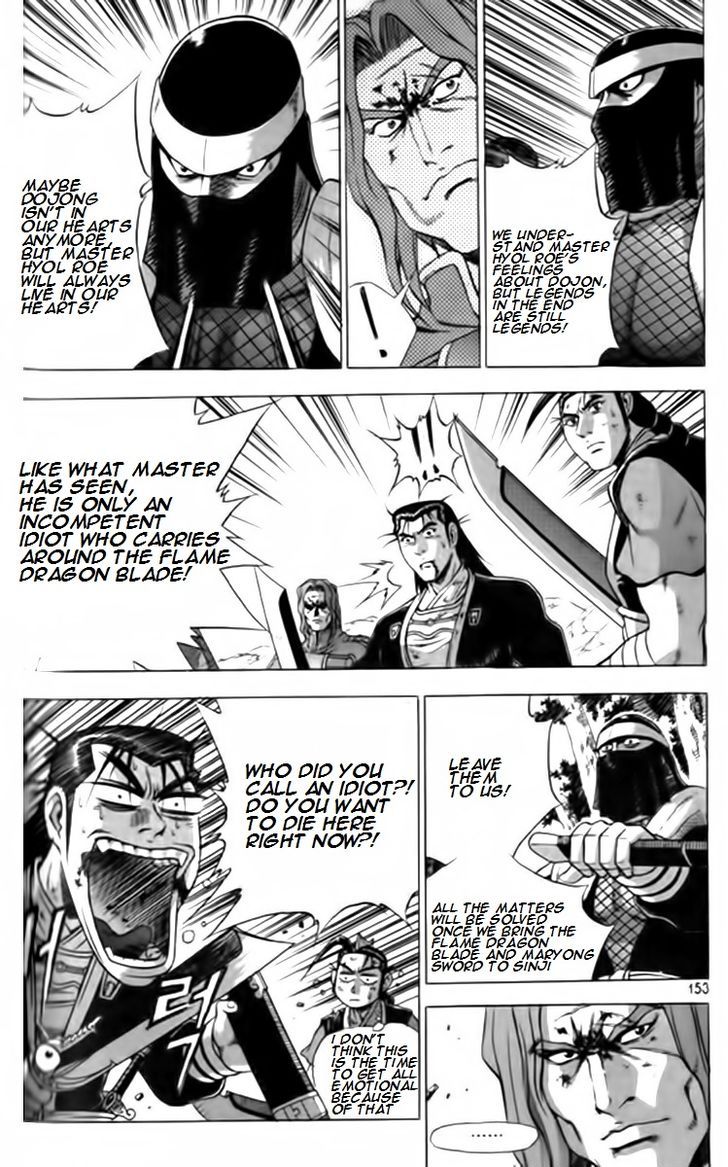 MAYBE
DOJONG
ISN'T IN
OUR HEARTS
ANYMORE,
BUT MASTER
HYOL ROE
WILL ALWAYS
LIVE IN OUR
HEARTS!
!
WE UNDER-
STAND MASTER
HYOL ROE'S
FEELINGS
ABOUT DOJON,
BUT LEGENDS
IN THE END
ARE STILL
LEGENDS!
LIKE WHAT MASTER
HAS SEEN,
HE IS ONLY AN
INCOMPETENT
IDIOT WHO CARRIES
AROUND THE FLAME
DRAGON BLADE!
!!
WHO DID YOU
CALL AN IDIOT?!
DO YOU WANT
TO DIE HERE
RIGHT NOW?!
럭
I DON'T
THINK THIS
IS THE TIME
TO GET ALL
EMOTIONAL
BECAUSE
OF THAT
LEAVE
THEM
TO US!
ALL THE MATTERS
WILL BE SOLVED
ONCE WE BRING THE
FLAME DRAGON
BLADE AND MARYONG
SWORD TO SINJI
153
......